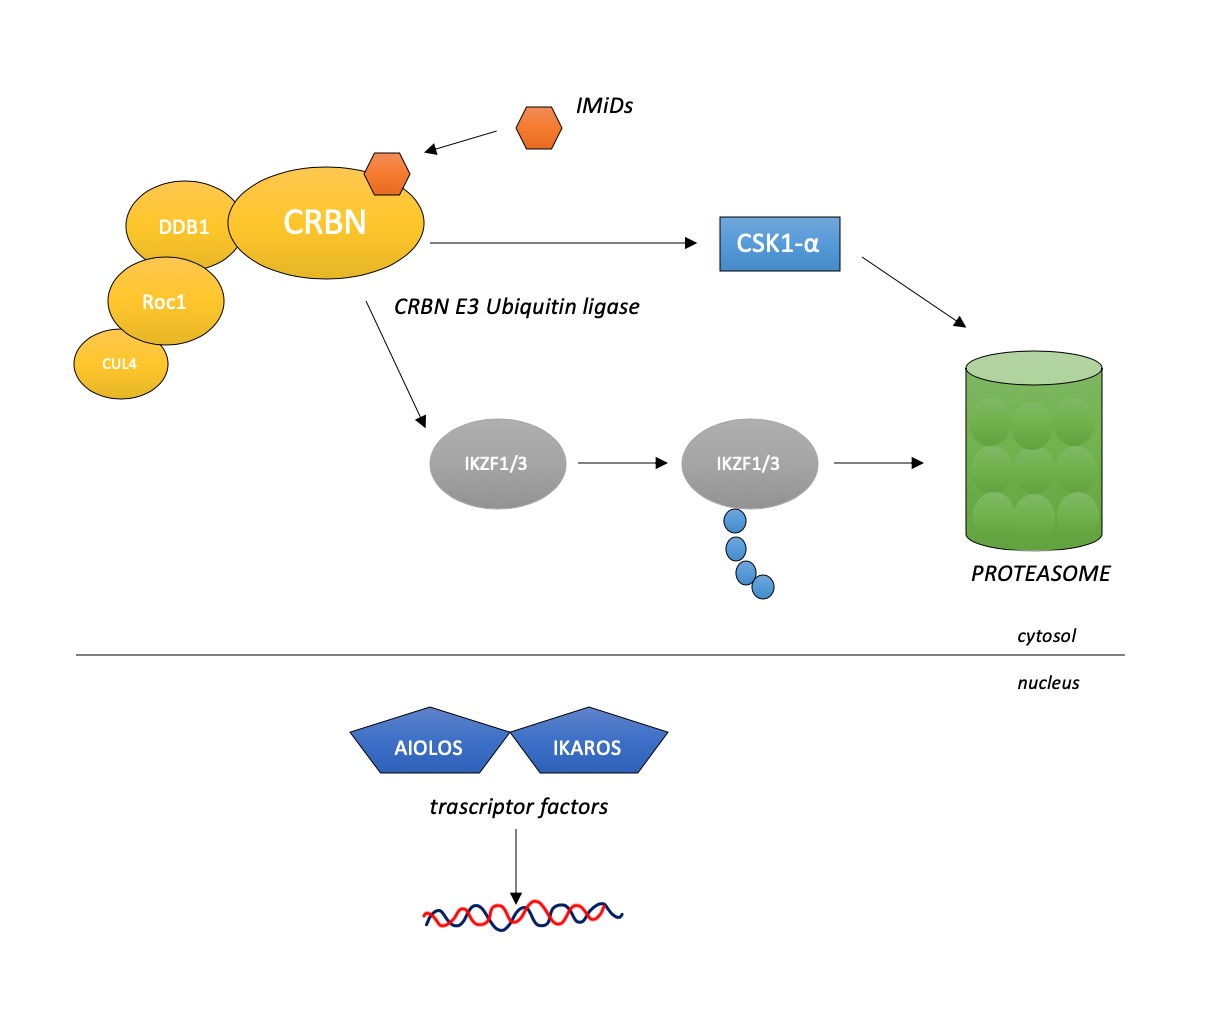 IMiDs
DDB1
CRBN
CSK1-α
Roc1
CRBN E3 Ubiquitin ligase
CUL4
IKZF1/3
IKZF1/3
PROTEASOME
cytosol
nucleus
AIOLOS
IKAROS
trascriptor factors